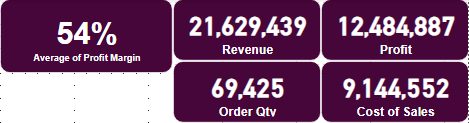 54%
Average of Profit Margin
21,629,439
Revenue
12,484,887
Profit
69,425
Order Qty
9,144,552
Cost of Sales